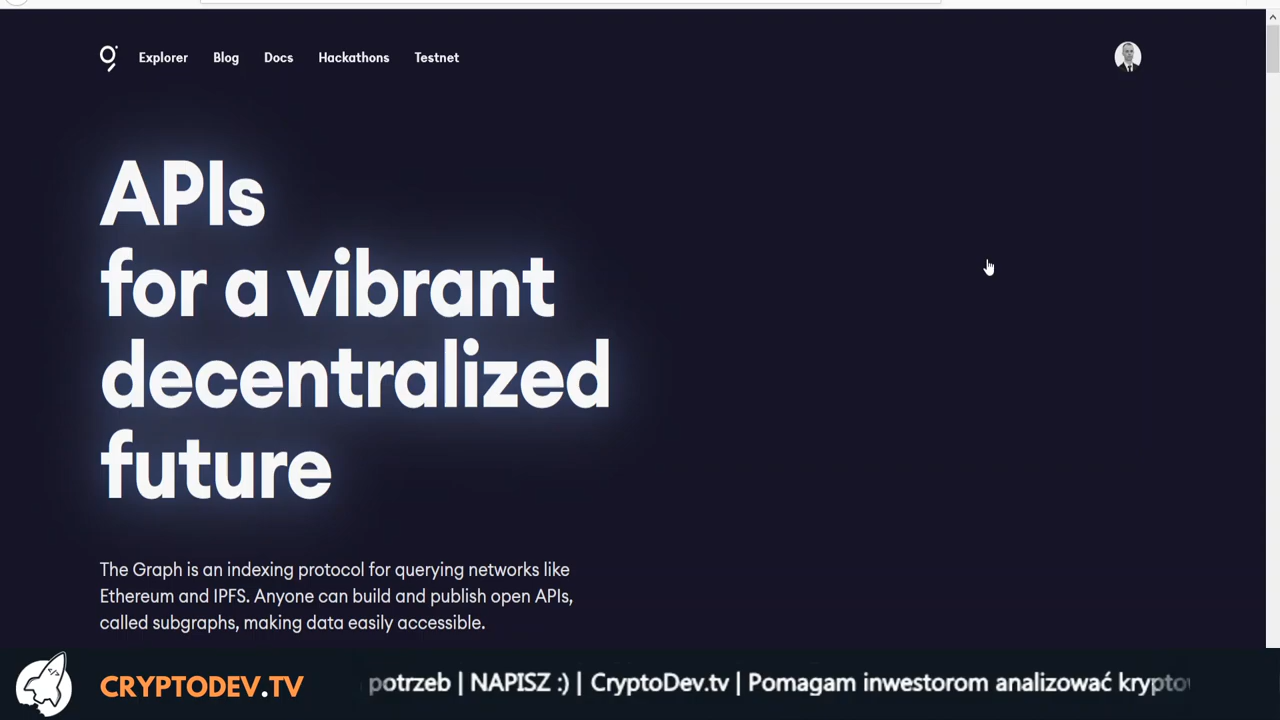 Explorer Blog Docs Hackathons Testnet
APIs
for a vibrant
decentralized
future
The Graph is an indexing protocol for querying networks like
Ethereum and IPFS. Anyone can build and publish open APIs,
called subgraphs, making data easily accessible.
CRYPTODEV.TV
potrzeb | NAPISZ :) | CryptoDev.tv | Pomagam inwestorom analizować